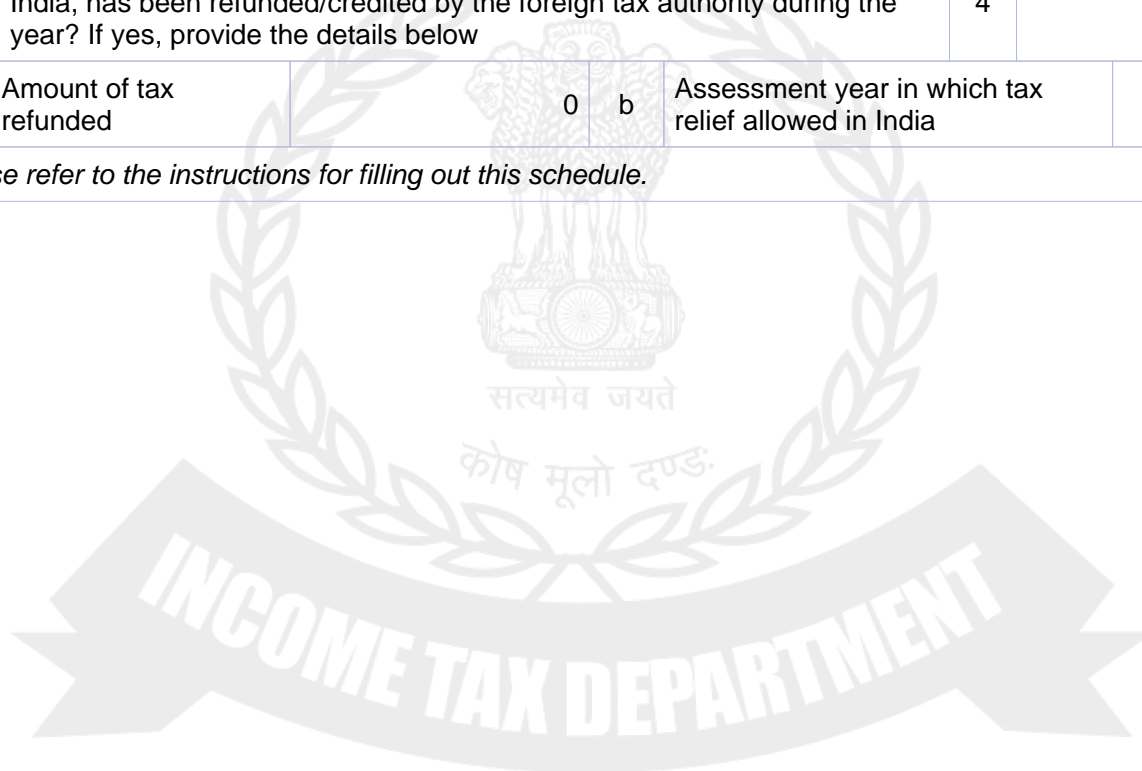 India, has been refunded/credited by the foreign tax authority during the
4
year? If yes, provide the details below
Amount of tax
refunded
0
b
Assessment year in which tax
relief allowed in India
se refer to the instructions for filling out this schedule.
सत्यमेव जयते
कोष मूलो दण्डः
INCOME TAX DEPARTMENT